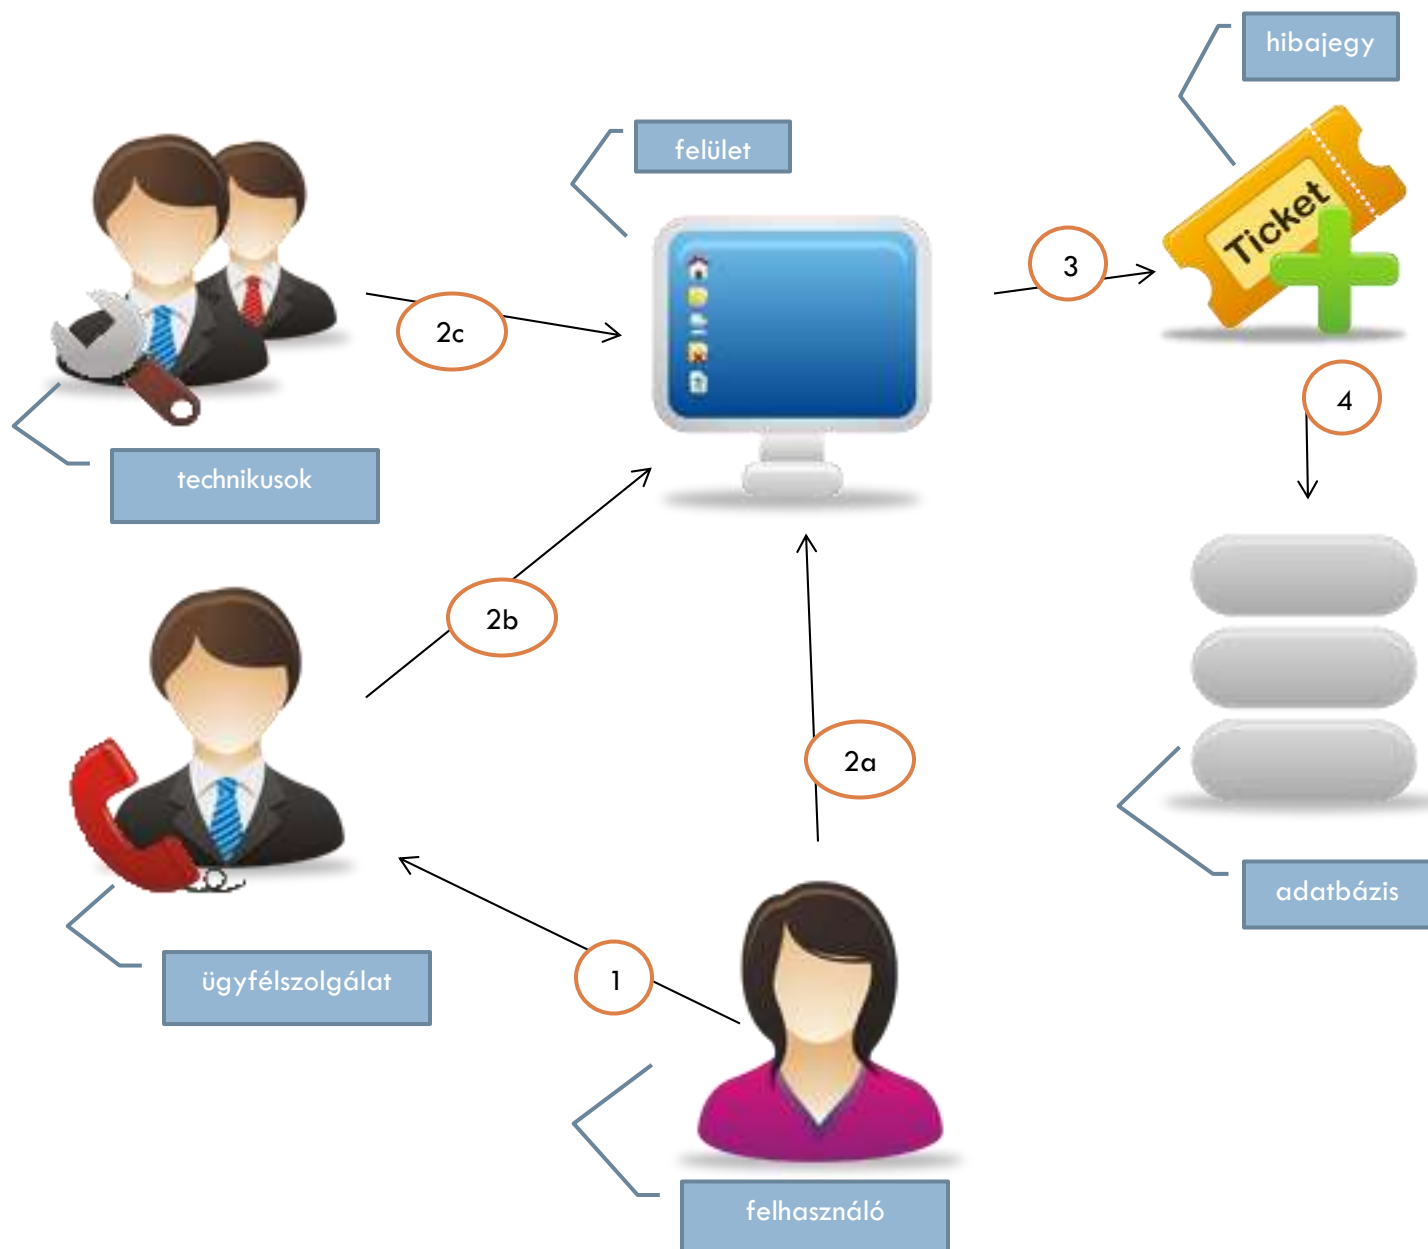 hibajegy
felület
Ticket
3
2c
4
technikusok
2b
2a
adatbázis
ügyfélszolgálat
1
felhasználó